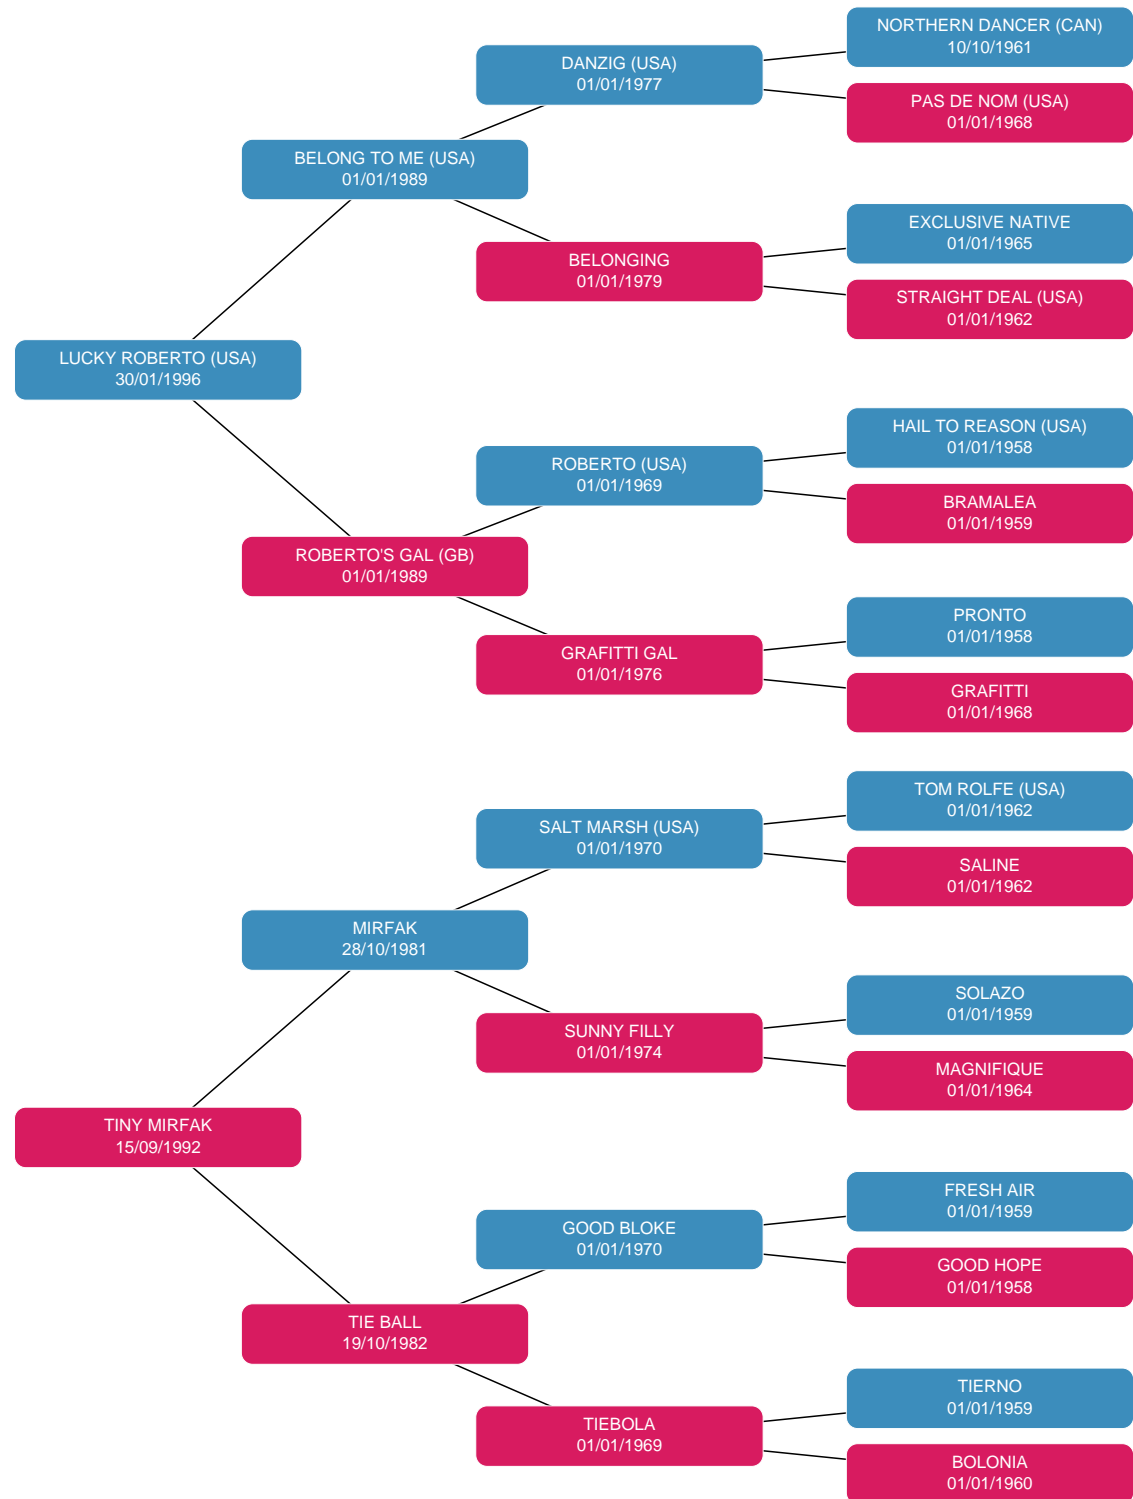 NORTHERN DANCER (CAN)
10/10/1961
DANZIG (USA)
01/01/1977
PAS DE NOM (USA)
01/01/1968
BELONG TO ME (USA)
01/01/1989
EXCLUSIVE NATIVE
01/01/1965
BELONGING
01/01/1979
STRAIGHT DEAL (USA)
01/01/1962
LUCKY ROBERTO (USA)
30/01/1996
HAIL TO REASON (USA)
01/01/1958
ROBERTO (USA)
01/01/1969
BRAMALEA
01/01/1959
ROBERTO'S GAL (GB)
01/01/1989
PRONTO
01/01/1958
GRAFITTI GAL
01/01/1976
GRAFITTI
01/01/1968
TOM ROLFE (USA)
01/01/1962
SALT MARSH (USA)
01/01/1970
SALINE
01/01/1962
MIRFAK
28/10/1981
SOLAZO
01/01/1959
SUNNY FILLY
01/01/1974
MAGNIFIQUE
01/01/1964
TINY MIRFAK
15/09/1992
FRESH AIR
01/01/1959
GOOD BLOKE
01/01/1970
GOOD HOPE
01/01/1958
TIE BALL
19/10/1982
TIERNO
01/01/1959
TIEBOLA
01/01/1969
BOLONIA
01/01/1960